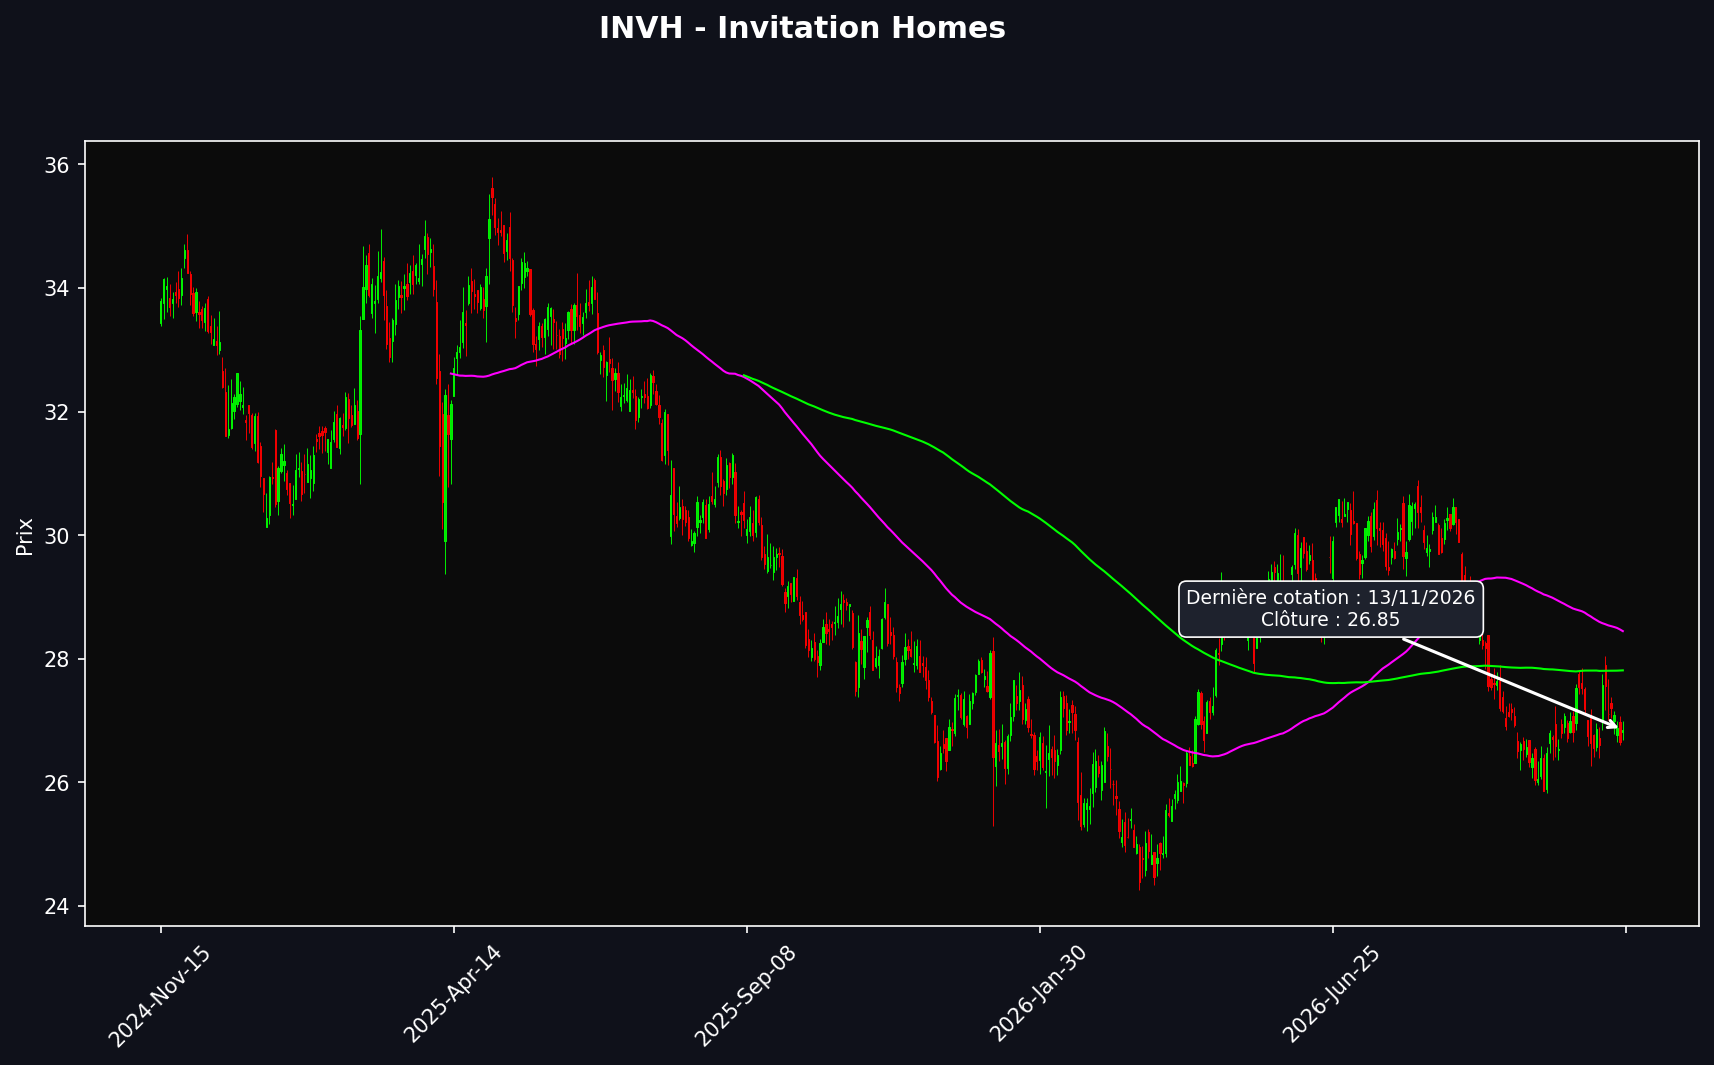 INVH - Invitation Homes
Prix
36
34
32
30
28
26
24
Dernière cotation : 13/11/2026
Clôture : 26.85
2024-Nov-15
2025-Apr-14
2025-Sep-08
2026-Jan-30
2026-Jun-25